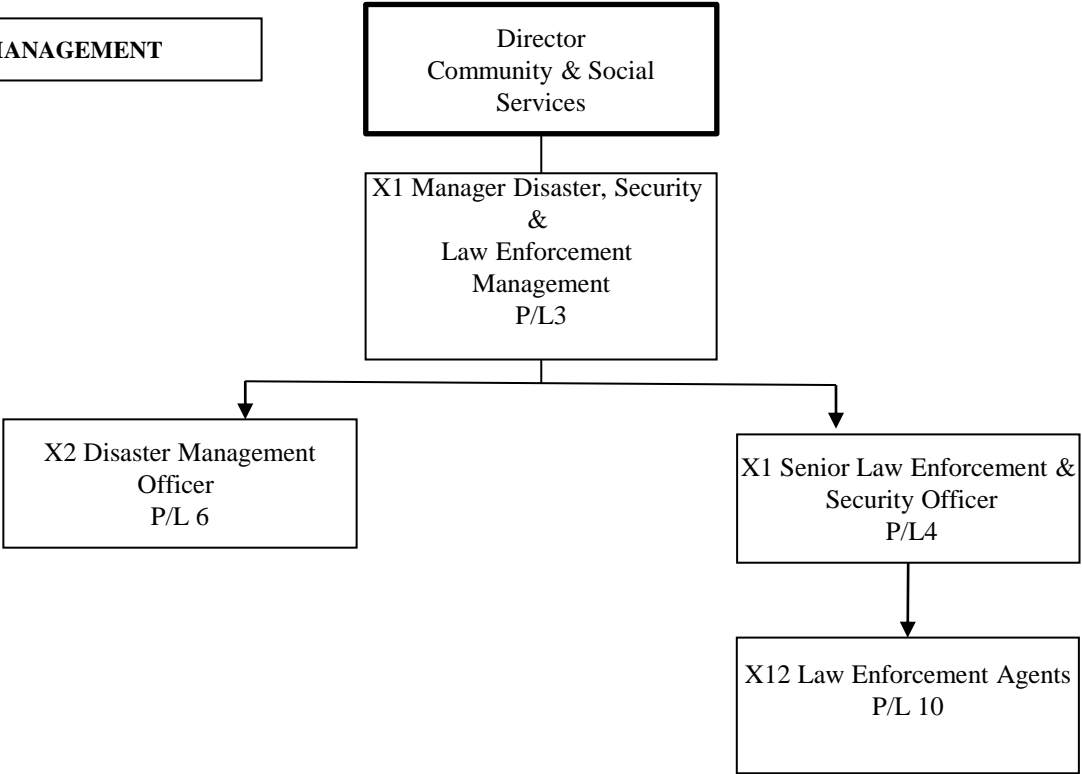 Director
Community & Social
Services
X1 Manager Disaster, Security
&
Law Enforcement
Management
P/L3
X2 Disaster Management
Officer
P/L 6
X1 Senior Law Enforcement &
Security Officer
P/L4
X12 Law Enforcement Agents
P/L 10